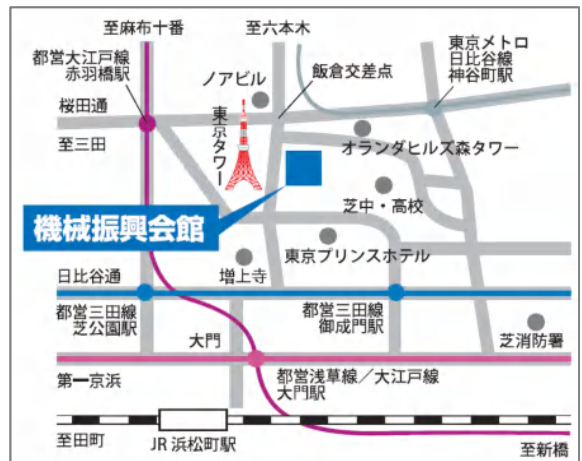 至麻布十番
至六本木
都営大江戸線
赤羽橋駅
東京メトロ
日比谷線
神谷町駅
ノアビル
飯倉交差点
桜田通
至三田
東京タワー
オランダヒルズ森タワー
芝中・高校
機械振興会館
東京プリンスホテル
増上寺
日比谷通
都営三田線
芝公園駅
都営三田線
御成門駅
大門
芝消防署
第一京浜
都営浅草線／大江戸線
大門駅
至田町
JR 浜松町駅
至新橋